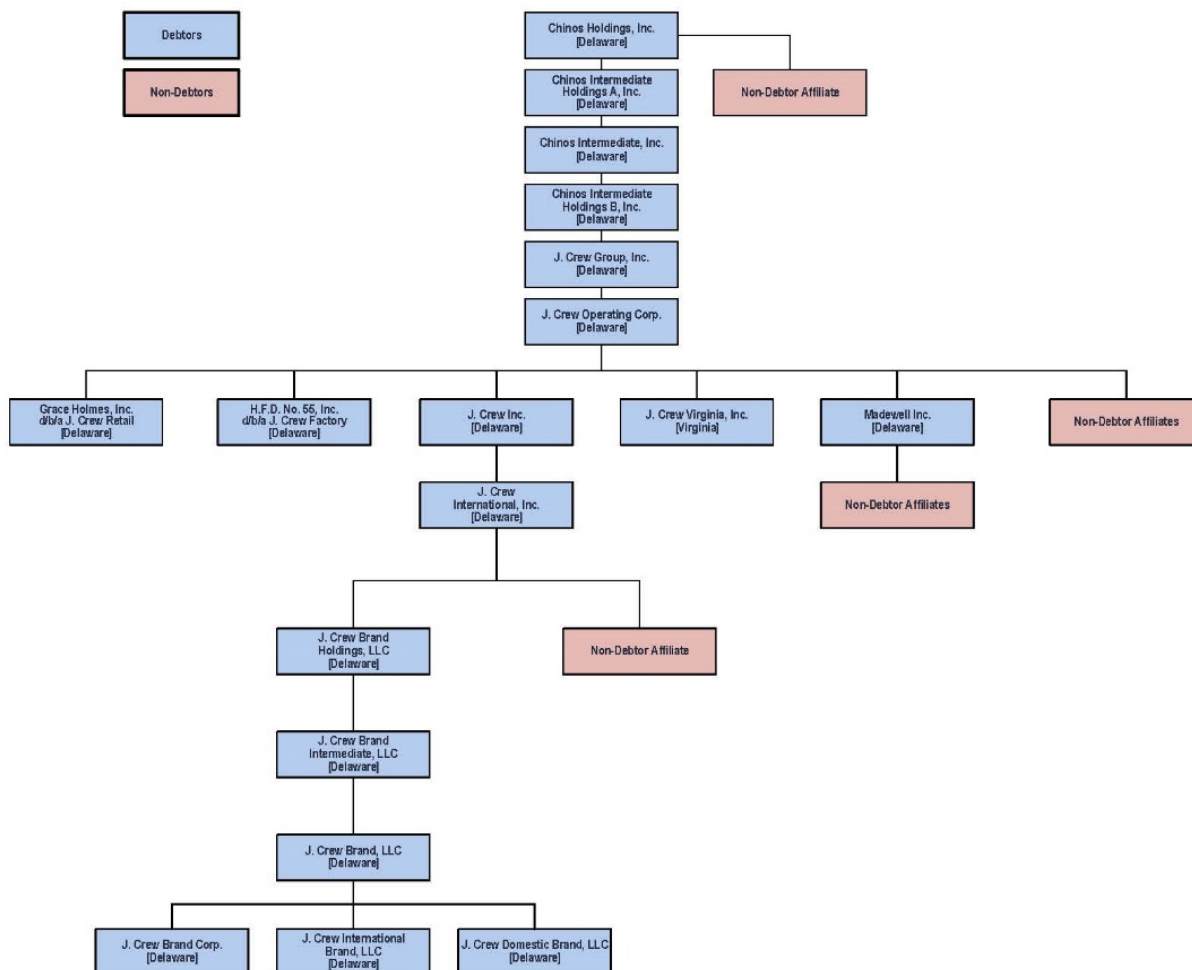 Debtors
Non-Debtors
Chinos Holdings, Inc.
[Delaware]
Chinos Intermediate
Holdings A, Inc.
[Delaware]
Non-Debtor Affiliate
Chinos Intermediate, Inc.
[Delaware]
Chinos Intermediate
Holdings B, Inc.
[Delaware]
J. Crew Group, Inc.
[Delaware]
J. Crew Operating Corp.
[Delaware]
Grace Holmes, Inc.
d/b/a J. Crew Retail
[Delaware]
H.F.D. No. 55, Inc.
d/b/a J. Crew Factory
[Delaware]
J. Crew Inc.
[Delaware]
J. Crew Virginia, Inc.
[Virginia]
Madewell Inc.
[Delaware]
Non-Debtor Affiliates
J. Crew
International, Inc.
[Delaware]
Non-Debtor Affiliates
J. Crew Brand
Holdings, LLC
[Delaware]
Non-Debtor Affiliate
J. Crew Brand
Intermediate, LLC
[Delaware]
J. Crew Brand, LLC
[Delaware]
J. Crew Brand Corp.
[Delaware]
J. Crew International
Brand, LLC
[Delaware]
J. Crew Domestic Brand, LLC
[Delaware]